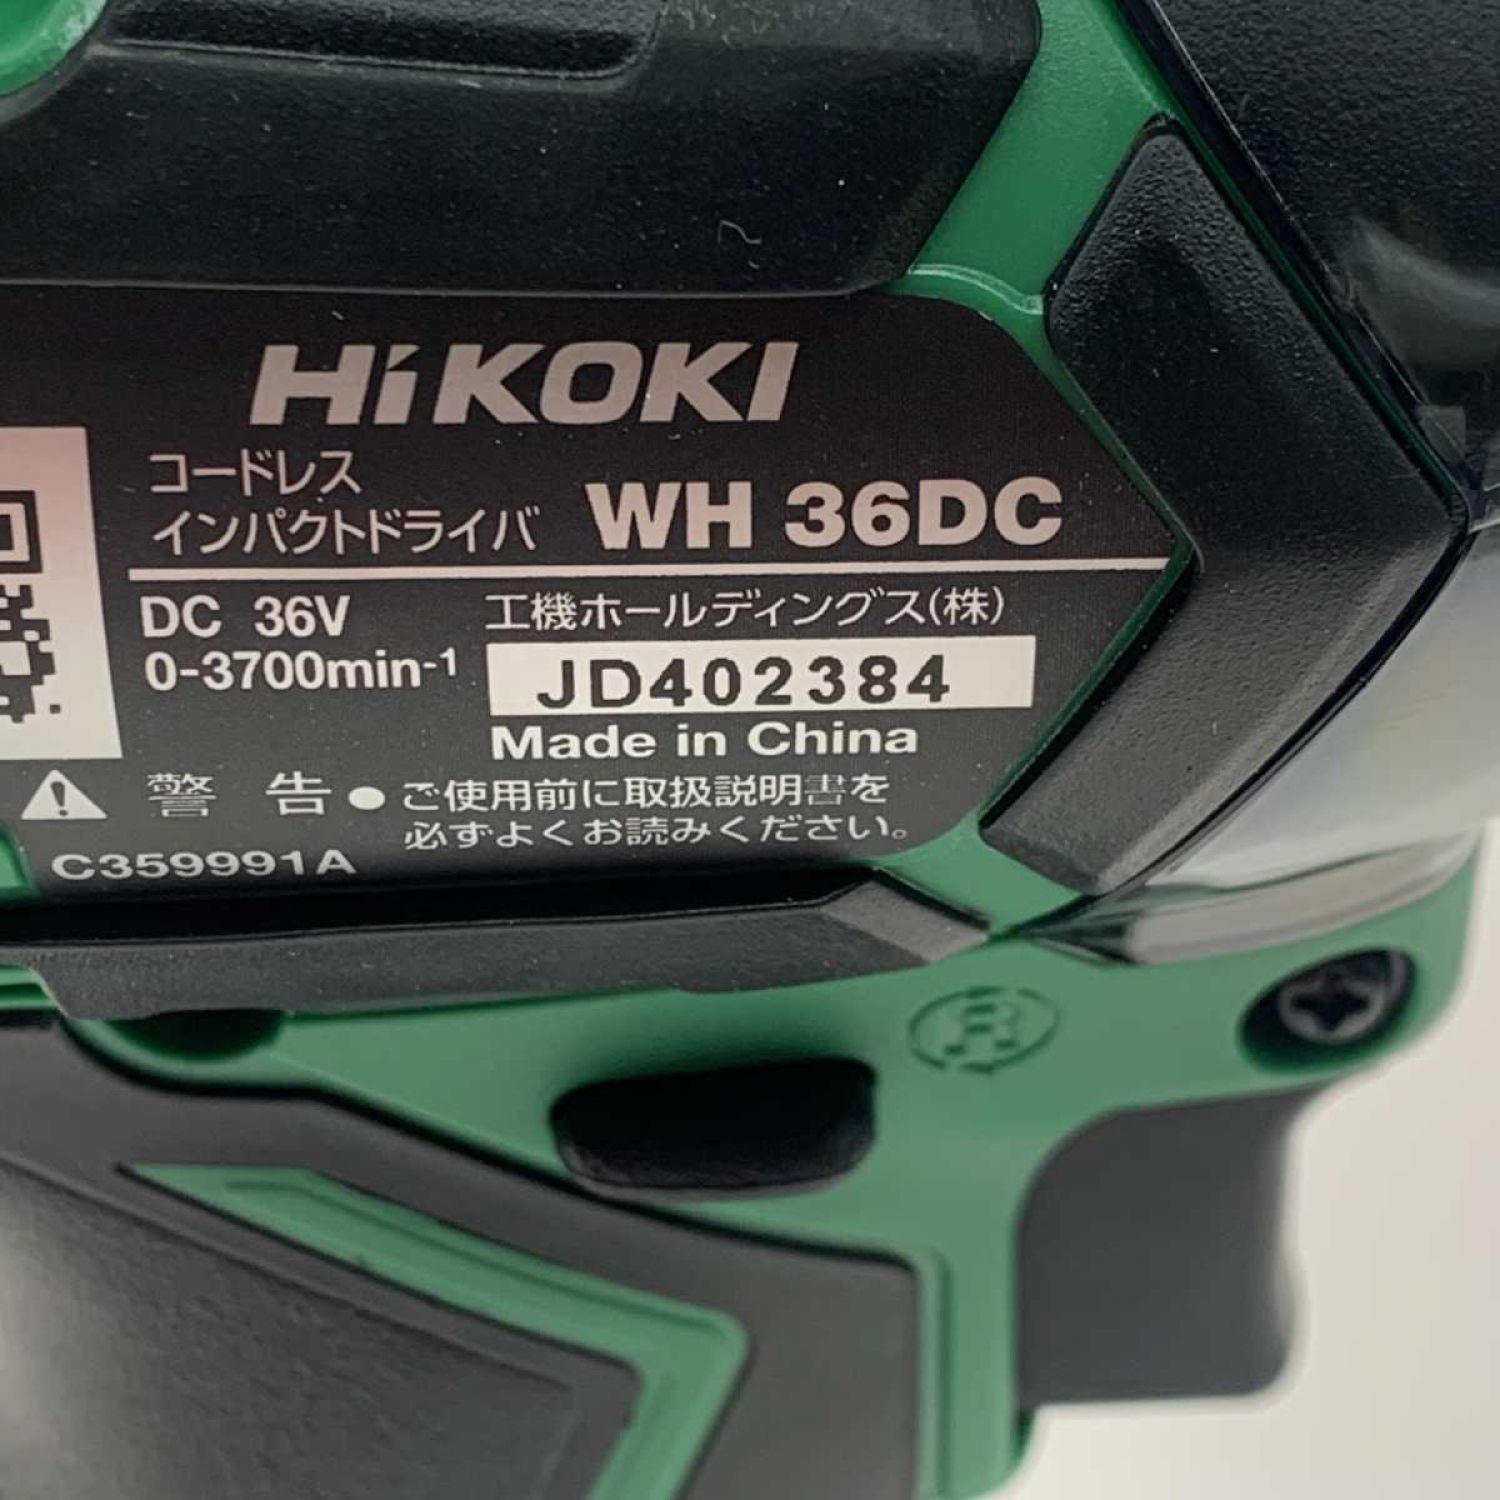 HiKOKI
コードレス
インパクトドライバ WH 36DC
DC 36V 工機ホールディングス(株)
0-3700min-1 JD402384
Made in China
警 告 ● ご使用前に取扱説明書を
必ずよくお読みください。
C359991A
R